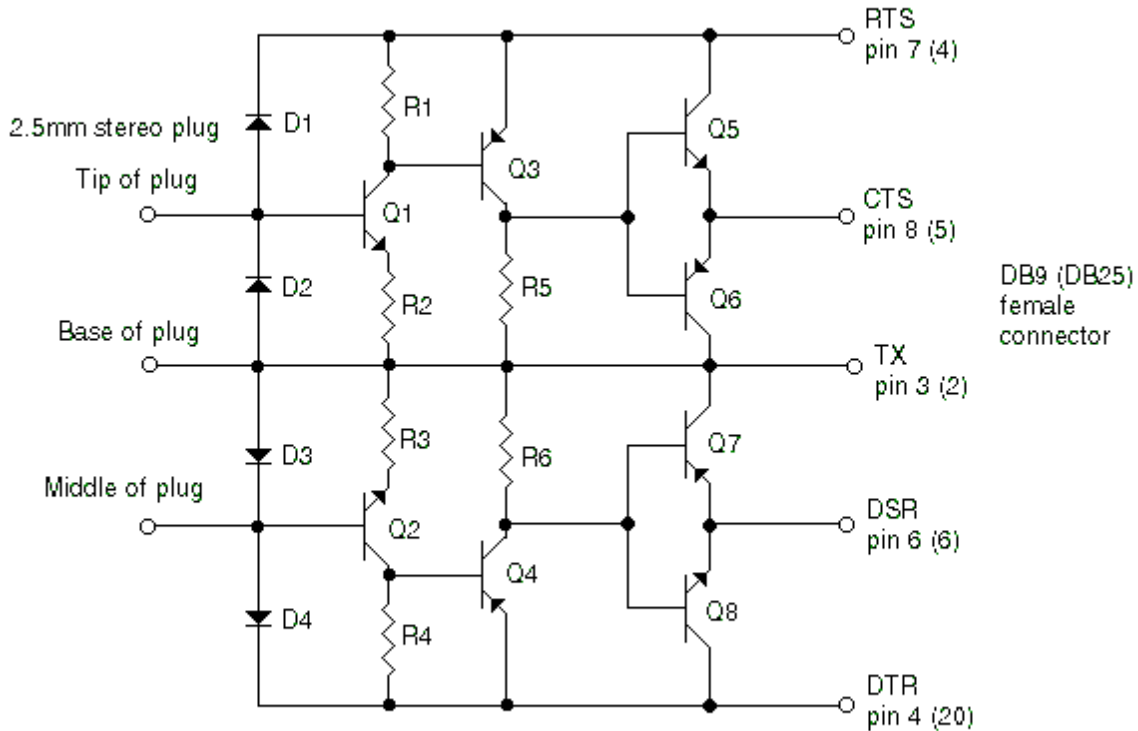 RTS
pin 7 (4)
R1
D1
2.5mm stereo plug
Q5
Q3
Tip of plug
Q1
CTS
pin 8 (5)
D2
R2
R5
Q6
DB9 (DB25)
female
connector
Base of plug
TX
pin 3 (2)
R3
R6
Q7
D3
Middle of plug
DSR
pin 6 (6)
Q2
Q4
Q8
D4
R4
DTR
pin 4 (20)